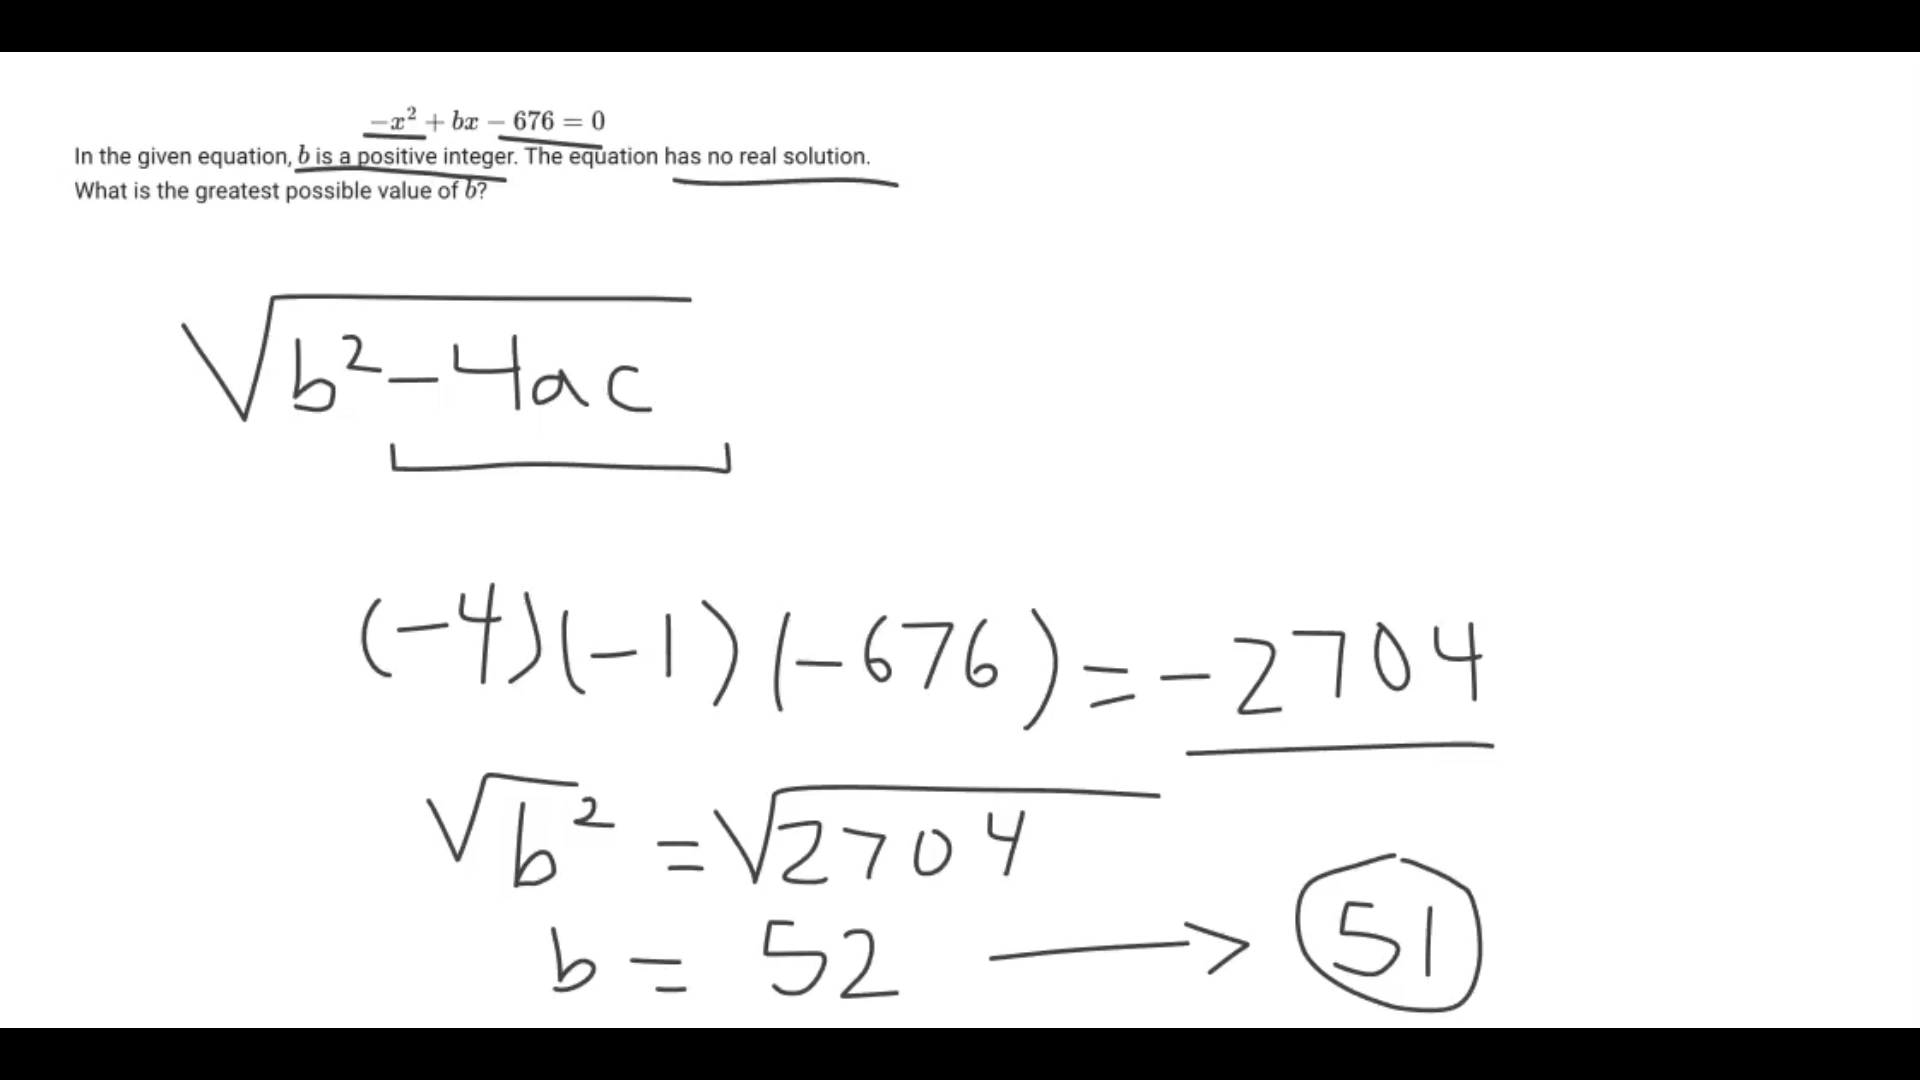 −x² + bx − 676 = 0
In the given equation, b is a positive integer. The equation has no real solution.
What is the greatest possible value of b?
√b² − 4ac
(−4)(−1)(−676) = −2704
√b² = √2704
b = 52 → 51